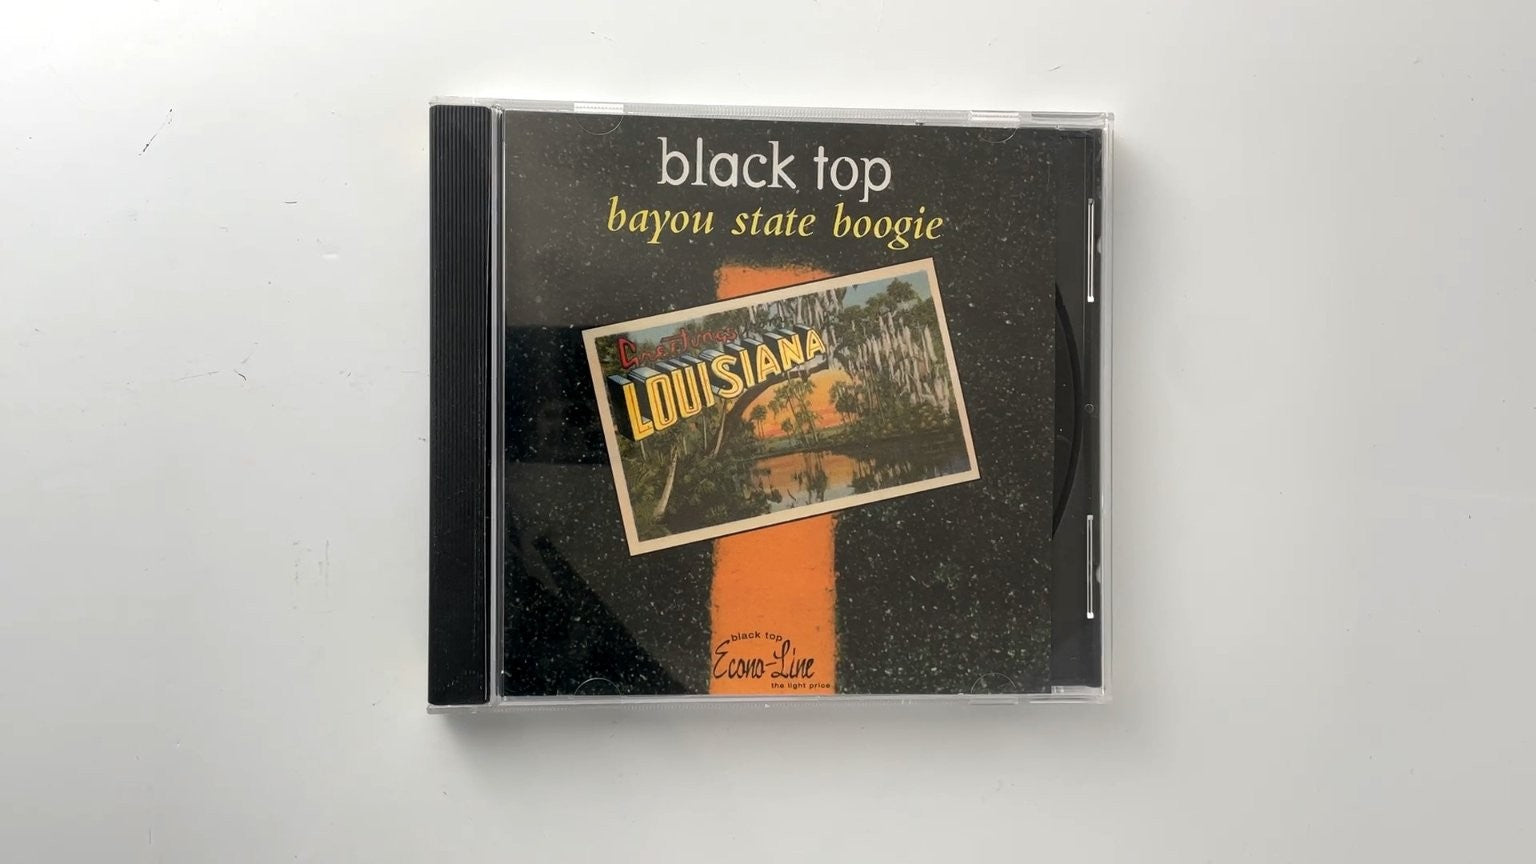 black top
bayou state boogie
Greetings
LOUISIANA
black top
Econo-Line
the light price